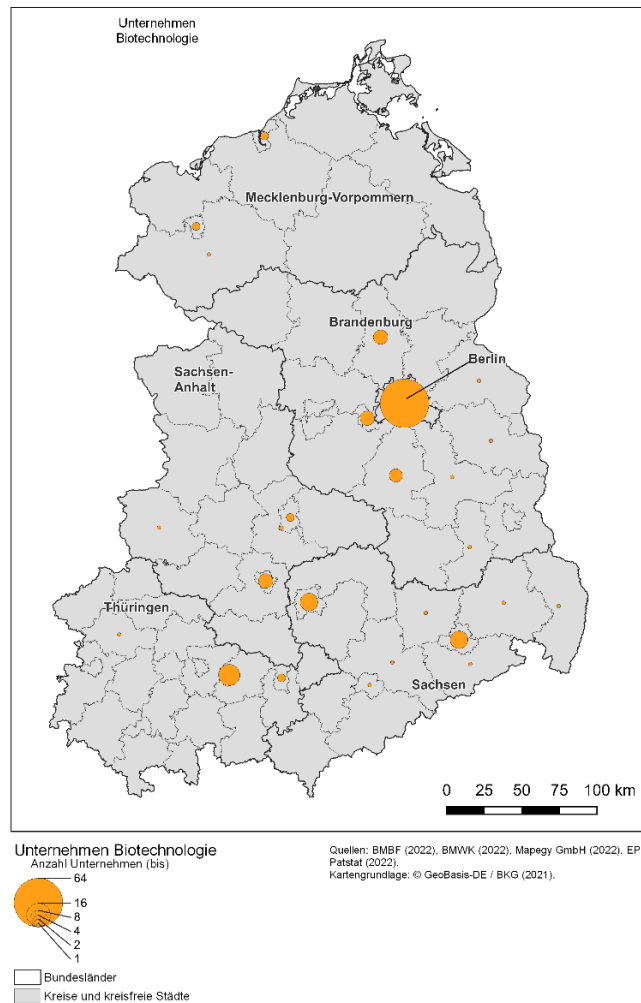 Unternehmen
Biotechnologie
Mecklenburg-Vorpommern
Brandenburg
Berlin
Sachsen-
Anhalt
Thüringen
Sachsen
0 25 50 75 100 km
Unternehmen Biotechnologie
Anzahl Unternehmen (bis)
64
16
8
4
2
1
Bundesländer
Kreise und kreisfreie Städte
Quellen: BMBF (2022), BMWK (2022), Mapegy GmbH (2022), EP
Patstat (2022).
Kartengrundlage: © GeoBasis-DE / BKG (2021).